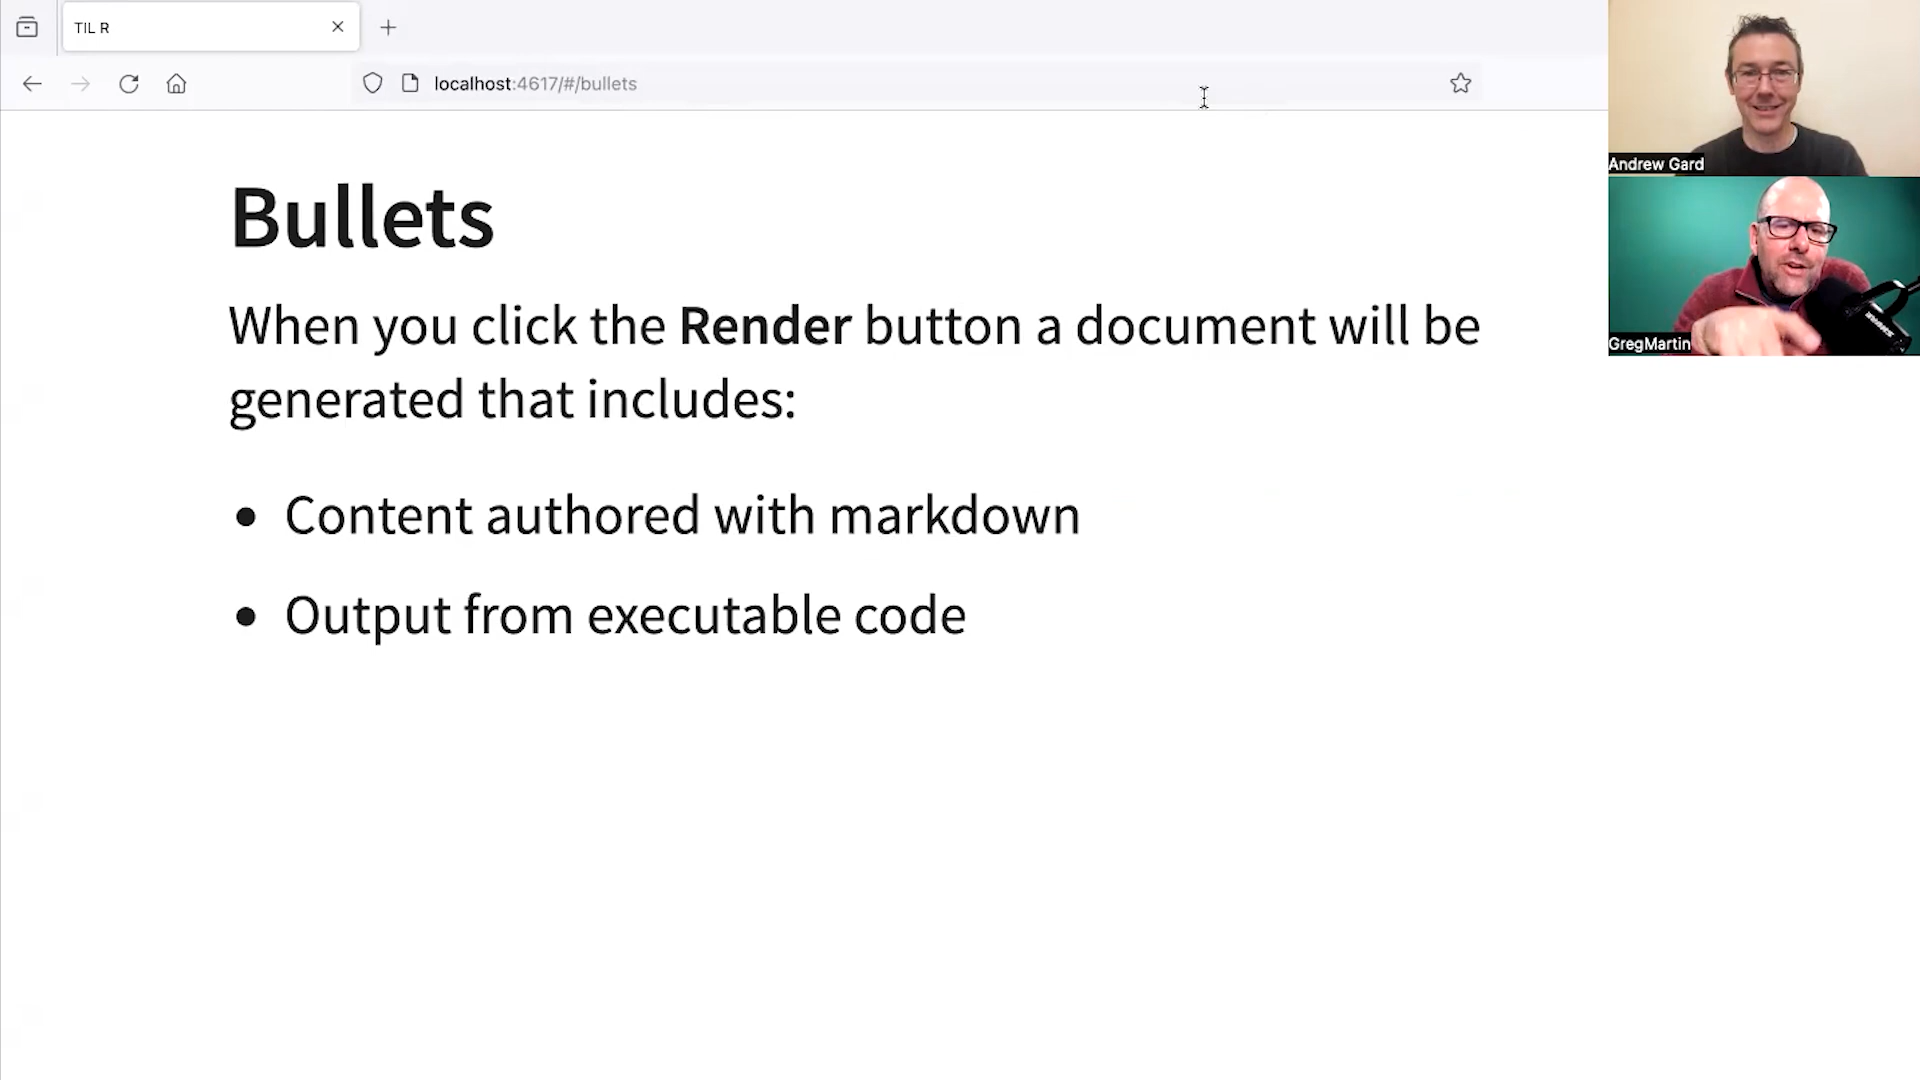 TIL R
localhost:4617/#/bullets
Andrew Gard
GregMartin
Bullets
When you click the Render button a document will be
generated that includes:
• Content authored with markdown
• Output from executable code